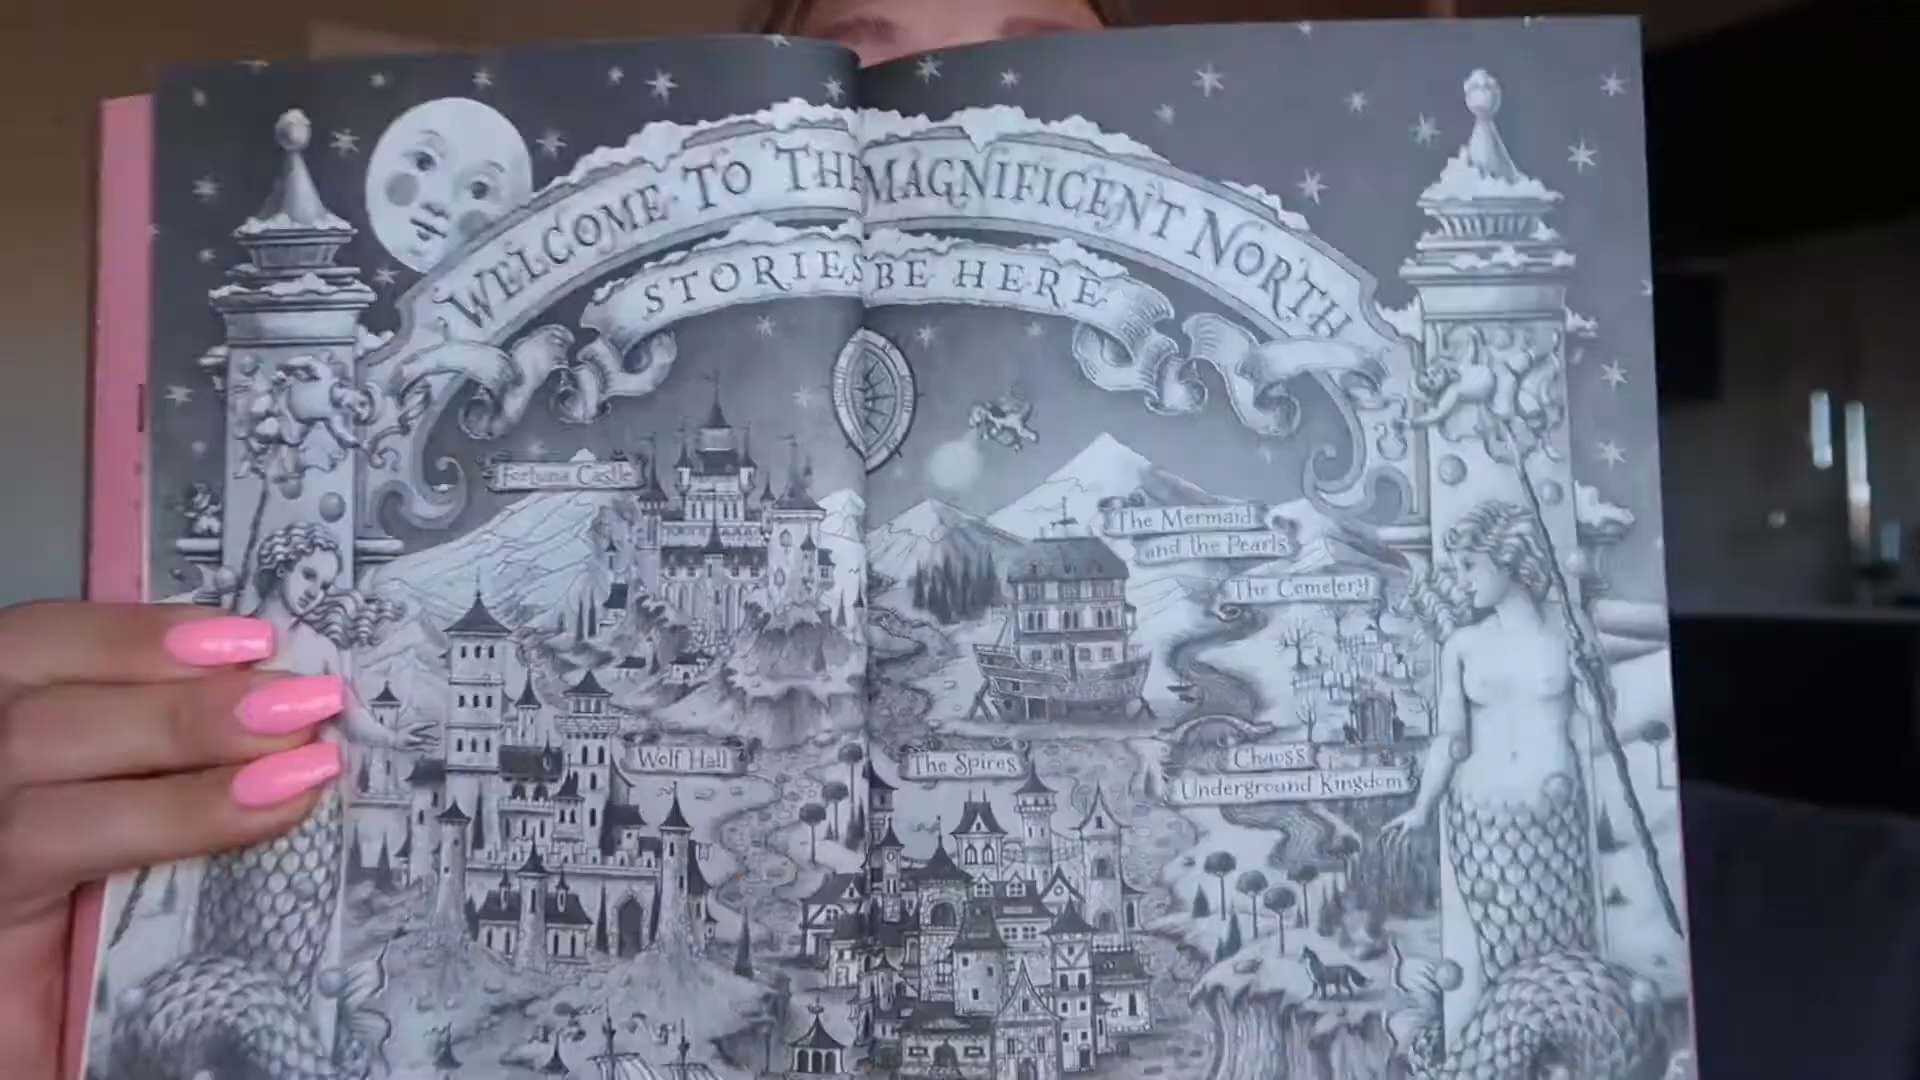 WELCOME TO THE MAGNIFICENT NORTH
STORIES BE HERE
Fortuna Castle
The Mermaid
and the Pearls
The Cemetery
Wolf Hall
The Spires
Chaos's
Underground Kingdom